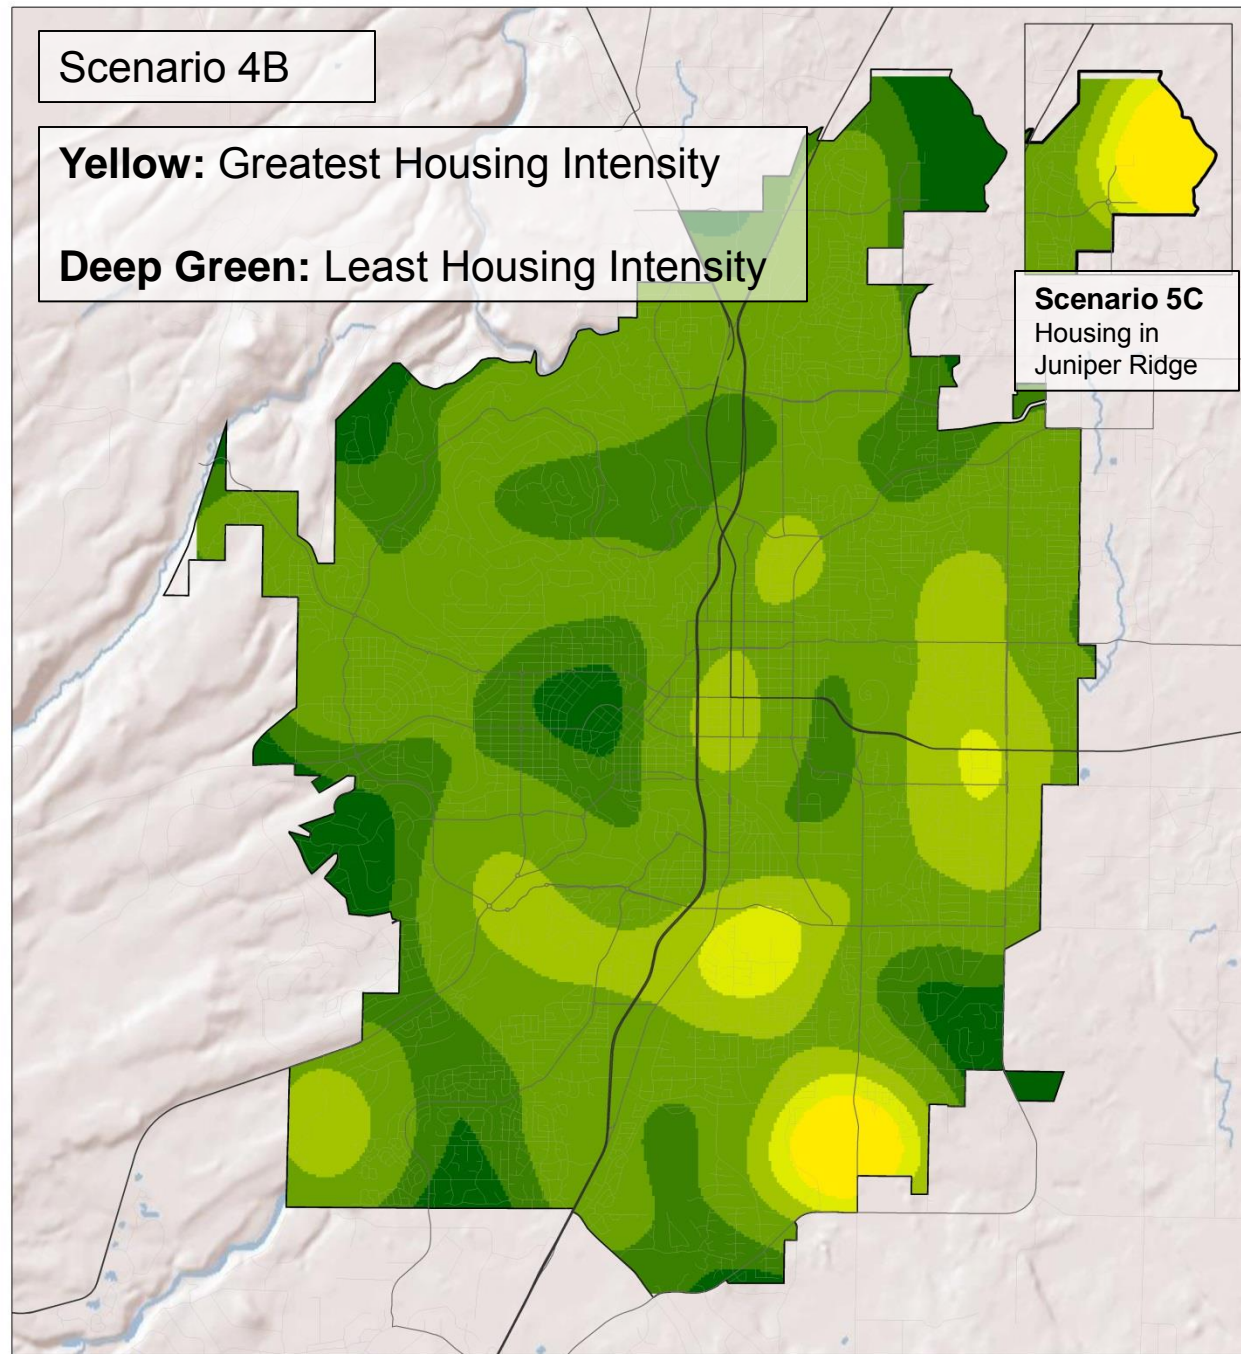 Scenario 4B
Yellow: Greatest Housing Intensity
Deep Green: Least Housing Intensity
Scenario 5C
Housing in
Juniper Ridge